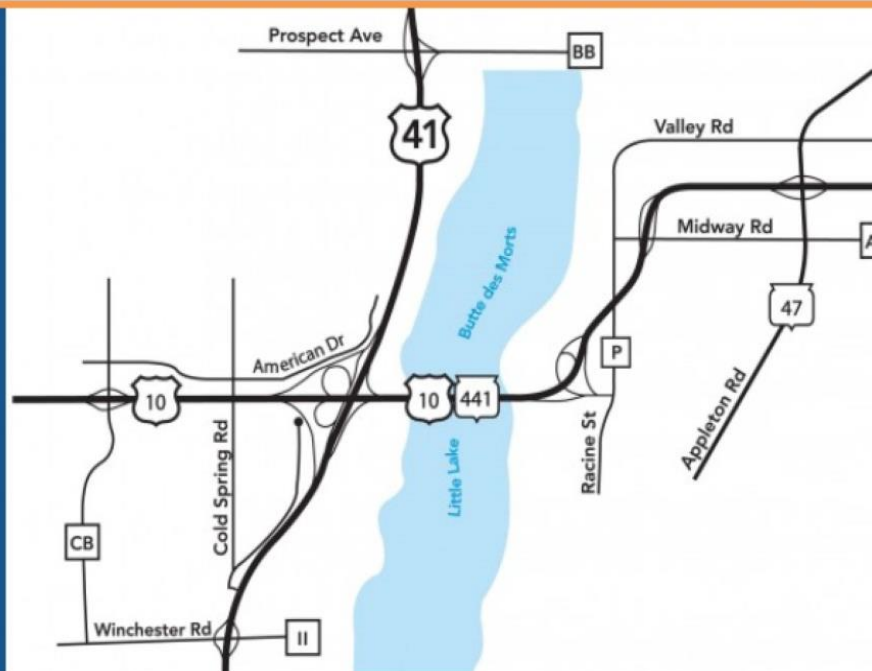 Prospect Ave
BB
41
Valley Rd
Midway Rd
A
Butte des Morts
47
American Dr
P
10
10
441
Appleton Rd
Cold Spring Rd
Little Lake
Racine St
CB
Winchester Rd
II